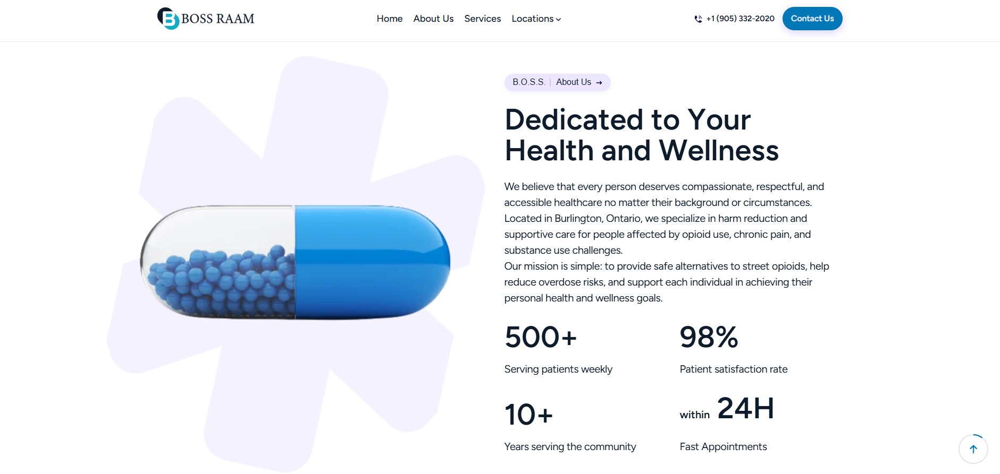 B BOSS RAAM
Home
About Us
Services
Locations
+1 (905) 332-2020
Contact Us
B.O.S.S. | About Us →
Dedicated to Your
Health and Wellness
We believe that every person deserves compassionate, respectful, and
accessible healthcare no matter their background or circumstances.
Located in Burlington, Ontario, we specialize in harm reduction and
supportive care for people affected by opioid use, chronic pain, and
substance use challenges.
Our mission is simple: to provide safe alternatives to street opioids, help
reduce overdose risks, and support each individual in achieving their
personal health and wellness goals.
500+
Serving patients weekly
98%
Patient satisfaction rate
10+
Years serving the community
within 24H
Fast Appointments